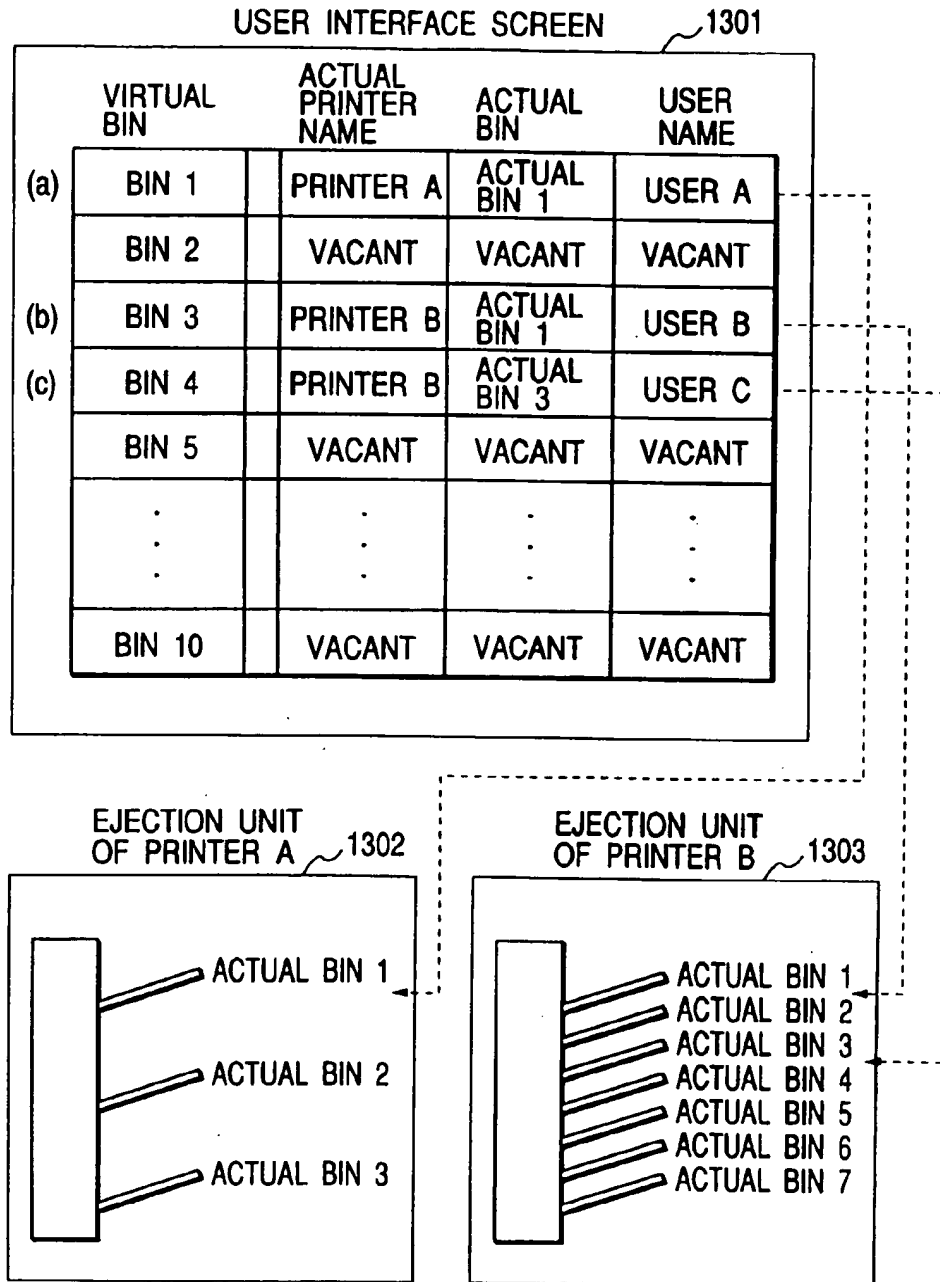 USER INTERFACE SCREEN
1301
VIRTUAL
BIN
ACTUAL
PRINTER
NAME
ACTUAL
BIN
USER
NAME
(a) BIN 1 PRINTER A ACTUAL BIN 1 USER A
BIN 2 VACANT VACANT VACANT
(b) BIN 3 PRINTER B ACTUAL BIN 1 USER B
(c) BIN 4 PRINTER B ACTUAL BIN 3 USER C
BIN 5 VACANT VACANT VACANT
BIN 10 VACANT VACANT VACANT
EJECTION UNIT
OF PRINTER A
1302
ACTUAL BIN 1
ACTUAL BIN 2
ACTUAL BIN 3
EJECTION UNIT
OF PRINTER B
1303
ACTUAL BIN 1
ACTUAL BIN 2
ACTUAL BIN 3
ACTUAL BIN 4
ACTUAL BIN 5
ACTUAL BIN 6
ACTUAL BIN 7